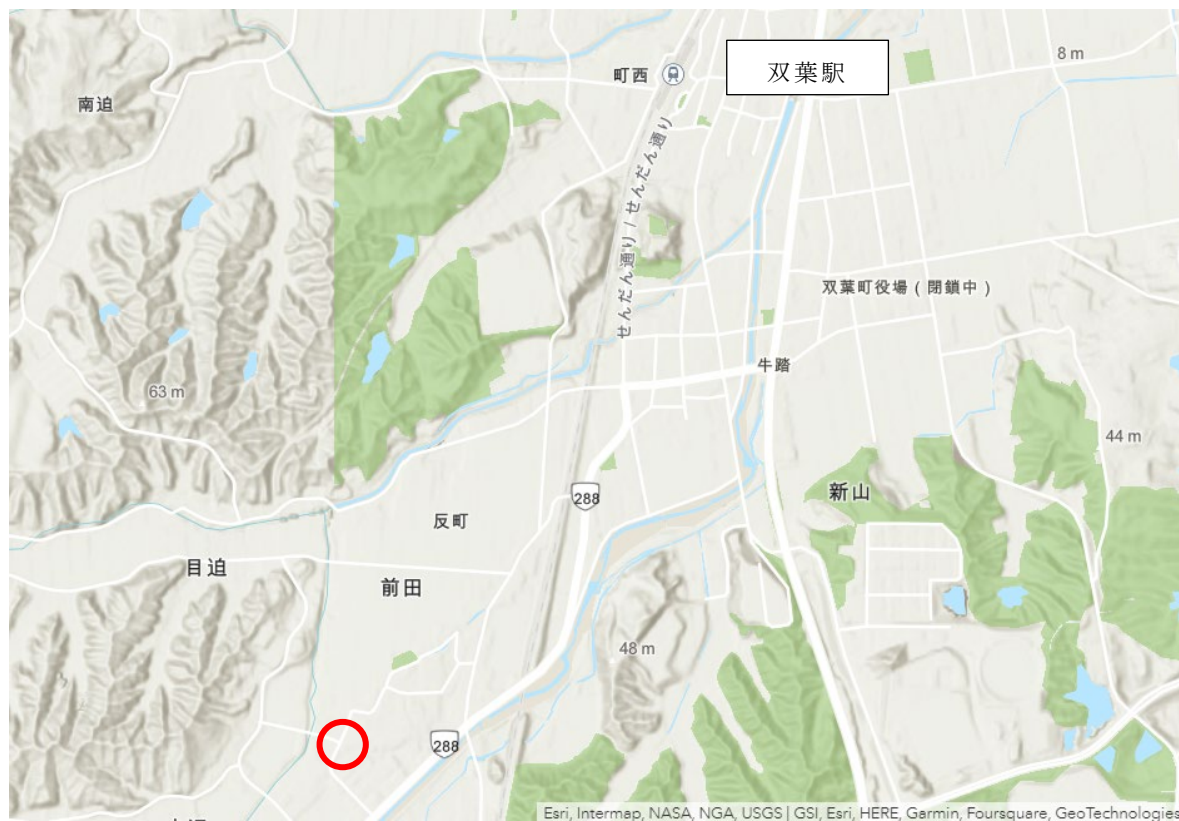 双葉駅
町西
8 m
南迫
せんだん通り / せんだん通り
双葉町役場 ( 閉鎖中 )
牛踏
63 m
44 m
新山
288
反町
目迫
前田
48 m
288
Esri, Intermap, NASA, NGA, USGS | GSI, Esri, HERE, Garmin, Foursquare, GeoTechnologies